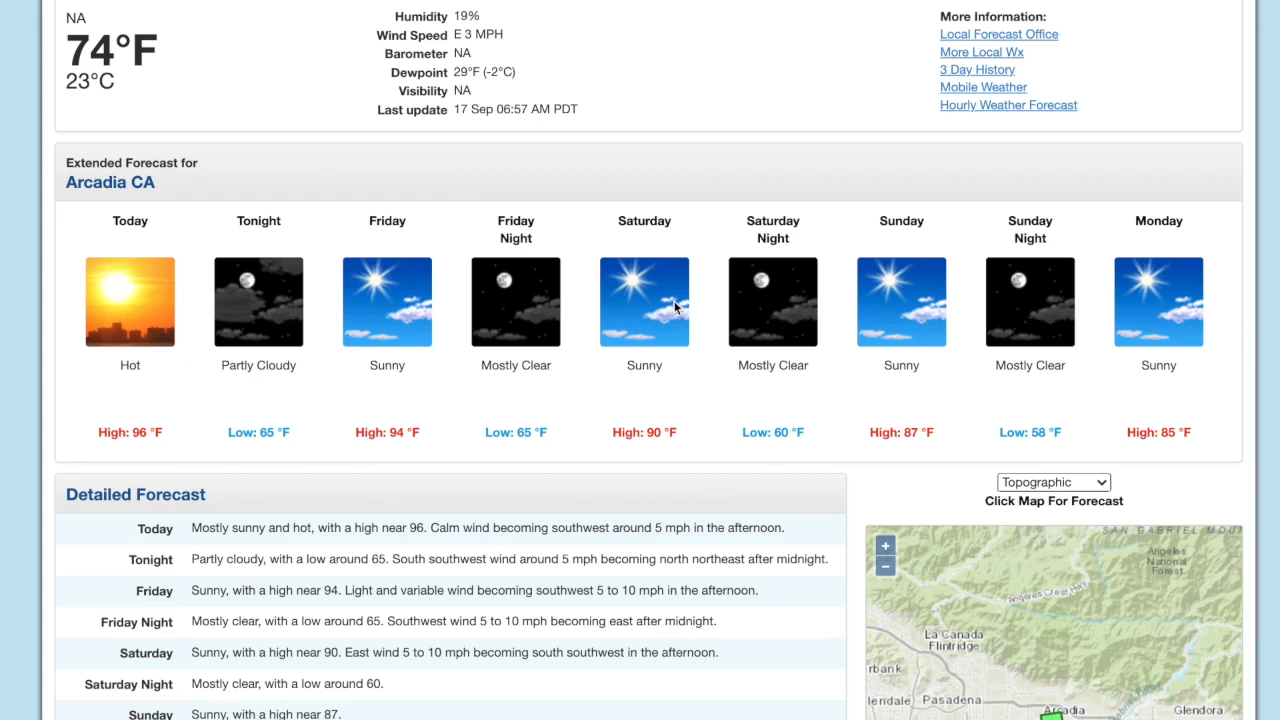 NA
74°F
23°C
Humidity 19%
Wind Speed E 3 MPH
Barometer NA
Dewpoint 29°F (-2°C)
Visibility NA
Last update 17 Sep 06:57 AM PDT
More Information:
Local Forecast Office
More Local Wx
3 Day History
Mobile Weather
Hourly Weather Forecast
Extended Forecast for
Arcadia CA
Today
Hot
High: 96 °F
Tonight
Partly Cloudy
Low: 65 °F
Friday
Sunny
High: 94 °F
Friday
Night
Mostly Clear
Low: 65 °F
Saturday
Sunny
High: 90 °F
Saturday
Night
Mostly Clear
Low: 60 °F
Sunday
Sunny
High: 87 °F
Sunday
Night
Mostly Clear
Low: 58 °F
Monday
Sunny
High: 85 °F
Detailed Forecast
Today Mostly sunny and hot, with a high near 96. Calm wind becoming southwest around 5 mph in the afternoon.
Tonight Partly cloudy, with a low around 65. South southwest wind around 5 mph becoming north northeast after midnight.
Friday Sunny, with a high near 94. Light and variable wind becoming southwest 5 to 10 mph in the afternoon.
Friday Night Mostly clear, with a low around 65. Southwest wind 5 to 10 mph becoming east after midnight.
Saturday Sunny, with a high near 90. East wind 5 to 10 mph becoming south southwest in the afternoon.
Saturday Night Mostly clear, with a low around 60.
Sunday Sunny, with a high near 87.
Topographic
Click Map For Forecast
+
−
SAN GABRIEL MOU
Angeles
National
Forest
Angeles Crest Hwy
La Canada
Flintridge
rbank
lendale
Pasadena
Arcadia
Glendora